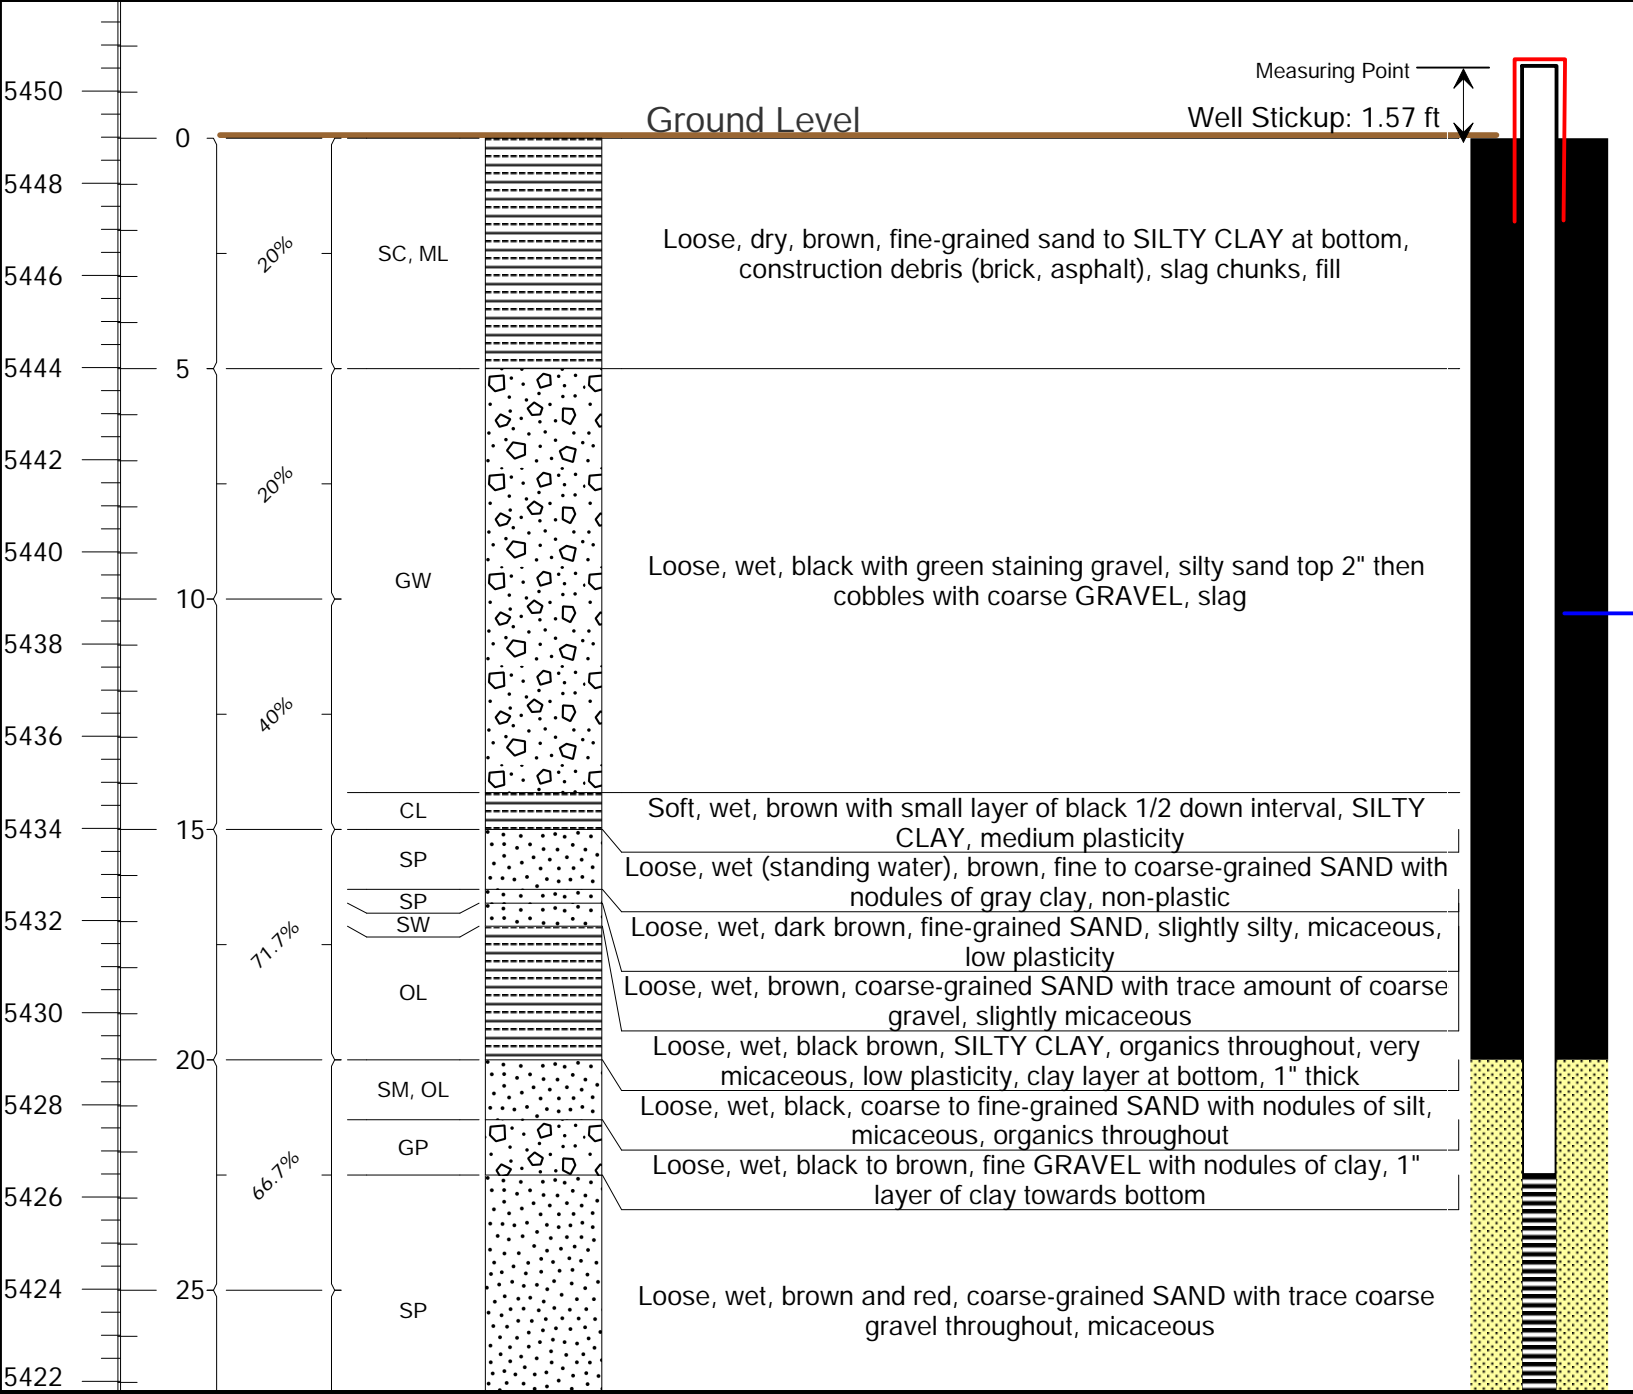 Measuring Point
5450
Ground Level
Well Stickup: 1.57 ft
0
5448
20%
SC, ML
Loose, dry, brown, fine-grained sand to SILTY CLAY at bottom,
construction debris (brick, asphalt), slag chunks, fill
5446
5444
5
5442
20%
5440
GW
Loose, wet, black with green staining gravel, silty sand top 2" then
cobbles with coarse GRAVEL, slag
10
5438
40%
5436
CL
Soft, wet, brown with small layer of black 1/2 down interval, SILTY
CLAY, medium plasticity
5434
15
SP
Loose, wet (standing water), brown, fine to coarse-grained SAND with
nodules of gray clay, non-plastic
SP
5432
SW
Loose, wet, dark brown, fine-grained SAND, slightly silty, micaceous,
low plasticity
71.7%
OL
Loose, wet, brown, coarse-grained SAND with trace amount of coarse
gravel, slightly micaceous
5430
Loose, wet, black brown, SILTY CLAY, organics throughout, very
micaceous, low plasticity, clay layer at bottom, 1" thick
20
SM, OL
5428
Loose, wet, black, coarse to fine-grained SAND with nodules of silt,
micaceous, organics throughout
GP
66.7%
Loose, wet, black to brown, fine GRAVEL with nodules of clay, 1"
layer of clay towards bottom
5426
5424
25
SP
Loose, wet, brown and red, coarse-grained SAND with trace coarse
gravel throughout, micaceous
5422